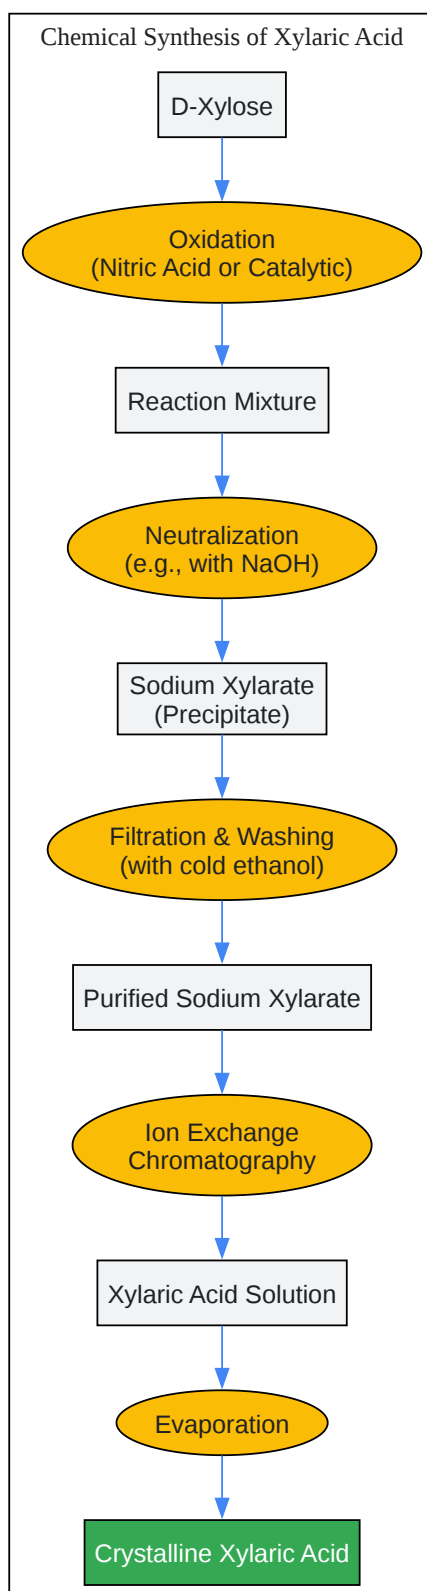 Chemical Synthesis of Xylaric Acid
D-Xylose
Oxidation
(Nitric Acid or Catalytic)
Reaction Mixture
Neutralization
(e.g., with NaOH)
Sodium Xylarate
(Precipitate)
Filtration & Washing
(with cold ethanol)
Purified Sodium Xylarate
Ion Exchange
Chromatography
Xylaric Acid Solution
Evaporation
Crystalline Xylaric Acid